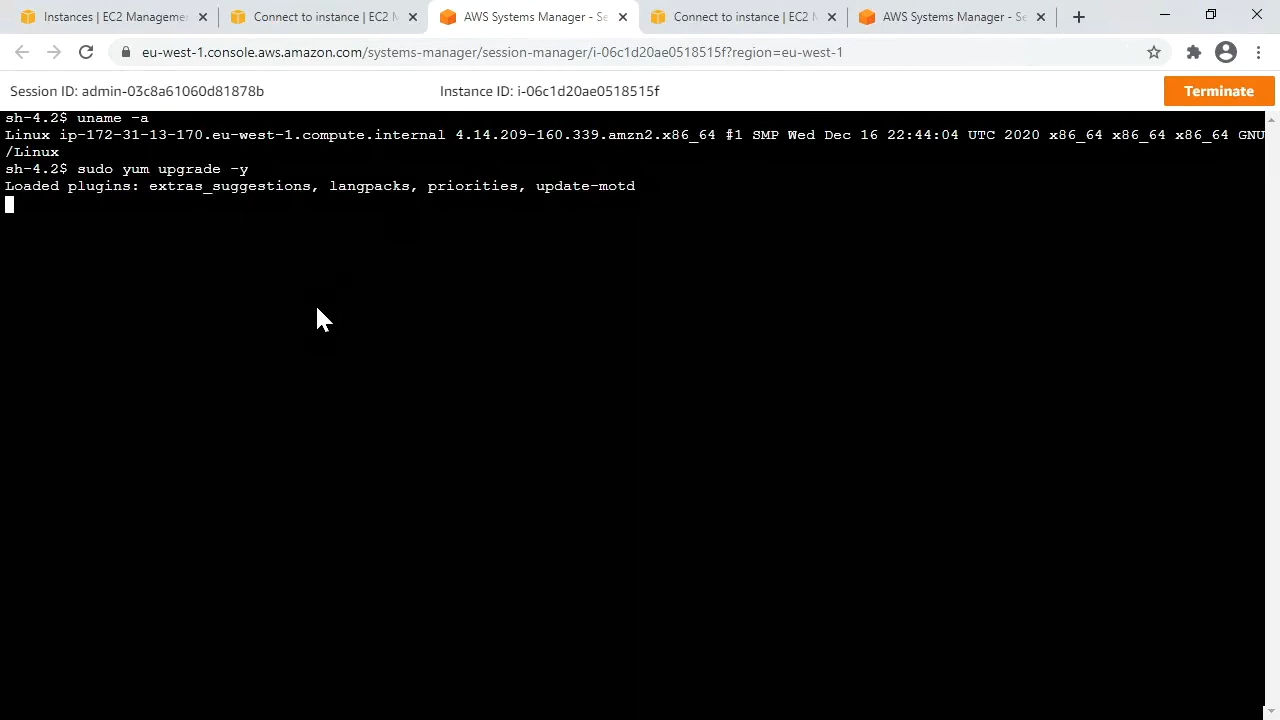 Instances | EC2 Managemen
Connect to instance | EC2 M
AWS Systems Manager - Se
Connect to instance | EC2 M
AWS Systems Manager - Se
eu-west-1.console.aws.amazon.com/systems-manager/session-manager/i-06c1d20ae0518515f?region=eu-west-1
Session ID: admin-03c8a61060d81878b
Instance ID: i-06c1d20ae0518515f
Terminate
sh-4.2$ uname -a
Linux ip-172-31-13-170.eu-west-1.compute.internal 4.14.209-160.339.amzn2.x86_64 #1 SMP Wed Dec 16 22:44:04 UTC 2020 x86_64 x86_64 x86_64 GNU
/Linux
sh-4.2$ sudo yum upgrade -y
Loaded plugins: extras_suggestions, langpacks, priorities, update-motd